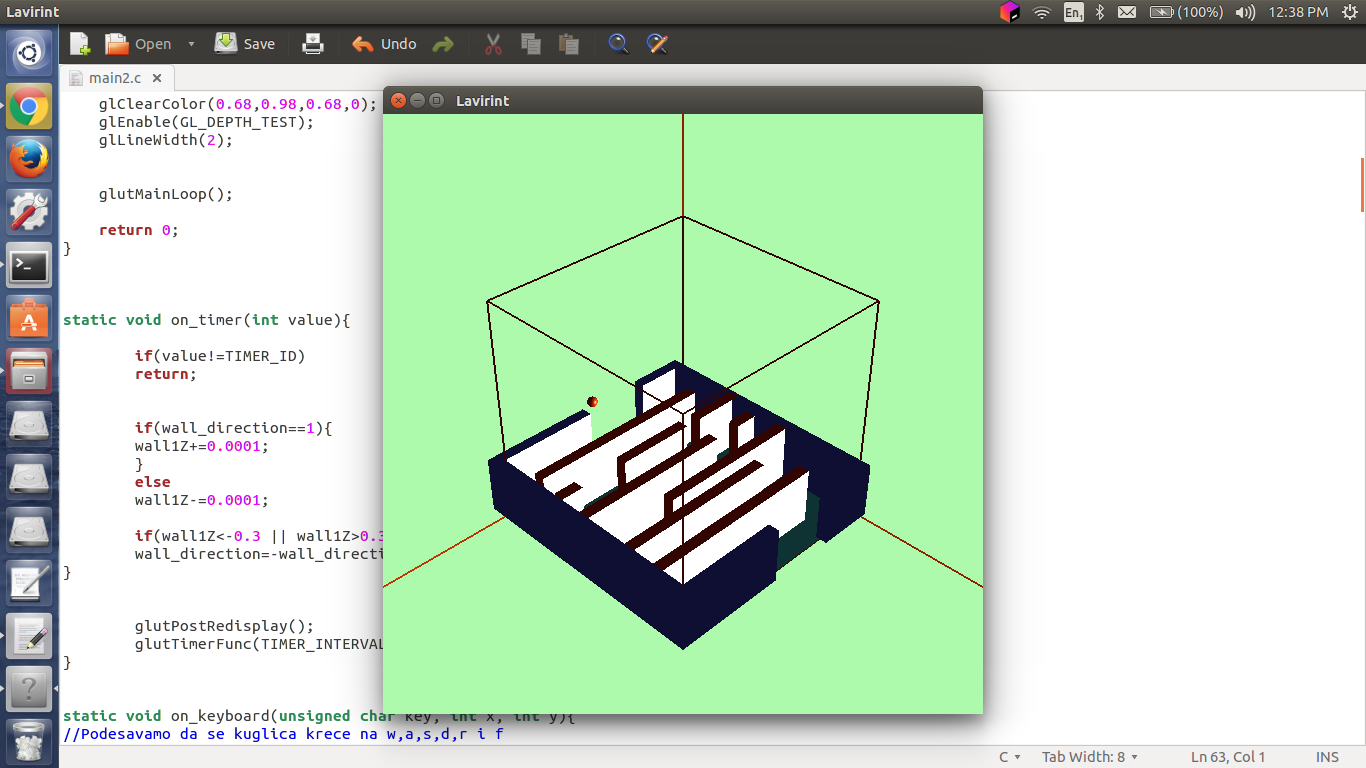 Lavirint
En1
(100%)
12:38 PM
Open
Save
Undo
main2.c
glClearColor(0.68,0.98,0.68,0);
glEnable(GL_DEPTH_TEST);
glLineWidth(2);
glutMainLoop();
return 0;
}
static void on_timer(int value){
if(value!=TIMER_ID)
return;
if(wall_direction==1){
wall1Z+=0.0001;
}
else
wall1Z-=0.0001;
if(wall1Z<-0.3 || wall1Z>0.3
wall_direction=-wall_directi
}
glutPostRedisplay();
glutTimerFunc(TIMER_INTERVAL
}
static void on_keyboard(unsigned char key, int x, int y){
//Podesavamo da se kuglica krece na w,a,s,d,r i f
Lavirint
C
Tab Width: 8
Ln 63, Col 1
INS